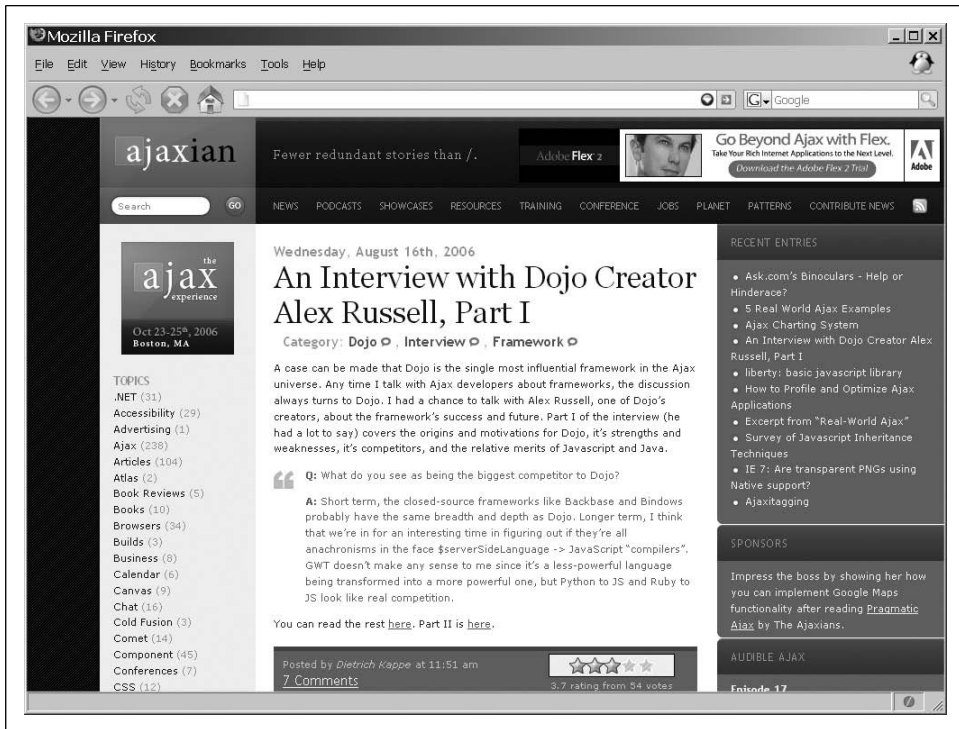 Mozilla Firefox
File Edit View History Bookmarks Tools Help
G Google
ajaxian
Fewer redundant stories than /.
Adobe Flex 2
Go Beyond Ajax with Flex.
Take Your Rich Internet Applications to the Next Level.
Download the Adobe Flex 2 Trial
Adobe
Search GO
NEWS PODCASTS SHOWCASES RESOURCES TRAINING CONFERENCE JOBS PLANET PATTERNS CONTRIBUTE NEWS
the
ajax
experience
Oct 23-25th, 2006
Boston, MA
TOPICS
.NET (31)
Accessibility (29)
Advertising (1)
Ajax (238)
Articles (104)
Atlas (2)
Book Reviews (5)
Books (10)
Browsers (34)
Builds (3)
Business (8)
Calendar (6)
Canvas (9)
Chat (16)
Cold Fusion (3)
Comet (14)
Component (45)
Conferences (7)
CSS (12)
Wednesday, August 16th, 2006
An Interview with Dojo Creator
Alex Russell, Part I
Category: Dojo , Interview , Framework
A case can be made that Dojo is the single most influential framework in the Ajax
universe. Any time I talk with Ajax developers about frameworks, the discussion
always turns to Dojo. I had a chance to talk with Alex Russell, one of Dojo's
creators, about the framework's success and future. Part I of the interview (he
had a lot to say) covers the origins and motivations for Dojo, it's strengths and
weaknesses, it's competitors, and the relative merits of Javascript and Java.
Q: What do you see as being the biggest competitor to Dojo?
A: Short term, the closed-source frameworks like Backbase and Bindows
probably have the same breadth and depth as Dojo. Longer term, I think
that we're in for an interesting time in figuring out if they're all
anachronisms in the face $serverSideLanguage -> JavaScript "compilers".
GWT doesn't make any sense to me since it's a less-powerful language
being transformed into a more powerful one, but Python to JS and Ruby to
JS look like real competition.
You can read the rest here. Part II is here.
Posted by Dietrich Kappe at 11:51 am
7 Comments
3.7 rating from 54 votes
RECENT ENTRIES
• Ask.com's Binoculars - Help or
Hinderace?
• 5 Real World Ajax Examples
• Ajax Charting System
• An Interview with Dojo Creator Alex
Russell, Part I
• liberty: basic javascript library
• How to Profile and Optimize Ajax
Applications
• Excerpt from "Real-World Ajax"
• Survey of Javascript Inheritance
Techniques
• IE 7: Are transparent PNGs using
Native support?
• Ajaxitagging
SPONSORS
Impress the boss by showing her how
you can implement Google Maps
functionality after reading Pragmatic
Ajax by The Ajaxians.
AUDIBLE AJAX
Episode 17